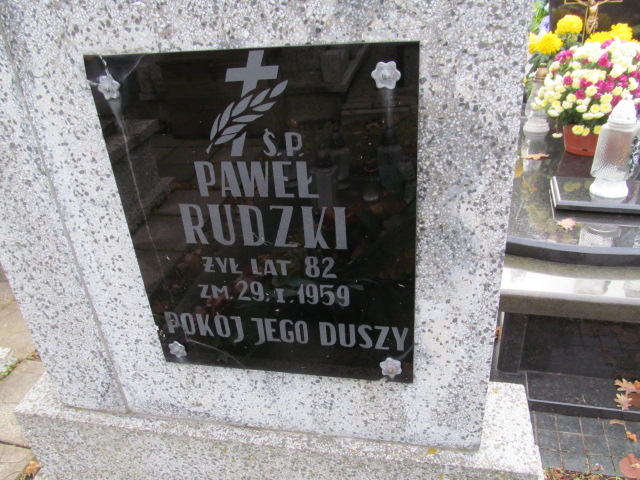 Ś.P.
PAWEŁ
RUDZKI
ŻYŁ LAT 82
ZM. 29. I. 1959
POKÓJ JEGO DUSZY